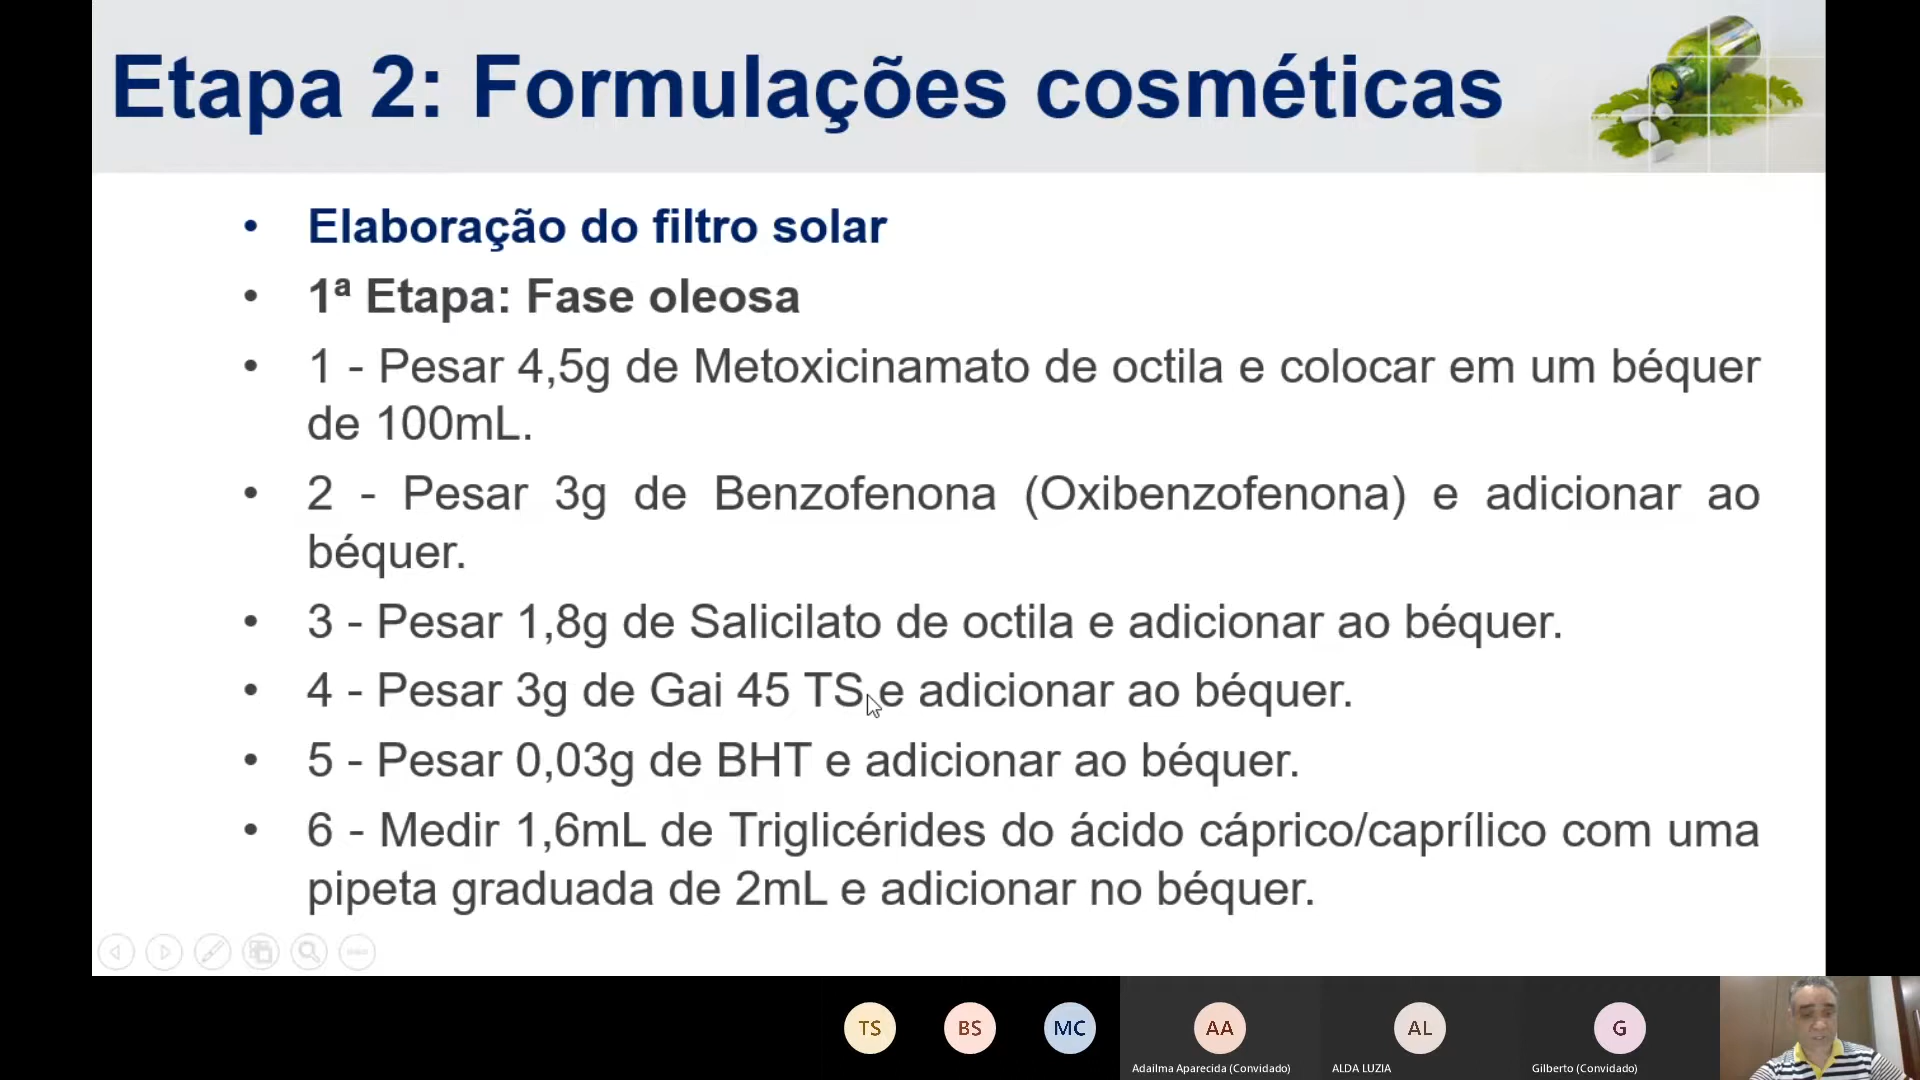 Etapa 2: Formulações cosméticas
• Elaboração do filtro solar
• 1ª Etapa: Fase oleosa
• 1 - Pesar 4,5g de Metoxicinamato de octila e colocar em um béquer
de 100mL.
• 2 - Pesar 3g de Benzofenona (Oxibenzofenona) e adicionar ao
béquer.
• 3 - Pesar 1,8g de Salicilato de octila e adicionar ao béquer.
• 4 - Pesar 3g de Gai 45 TS e adicionar ao béquer.
• 5 - Pesar 0,03g de BHT e adicionar ao béquer.
• 6 - Medir 1,6mL de Triglicérides do ácido cáprico/caprílico com uma
pipeta graduada de 2mL e adicionar no béquer.
TS BS MC AA AL G
Adailma Aparecida (Convidado) ALDA LUZIA Gilberto (Convidado)